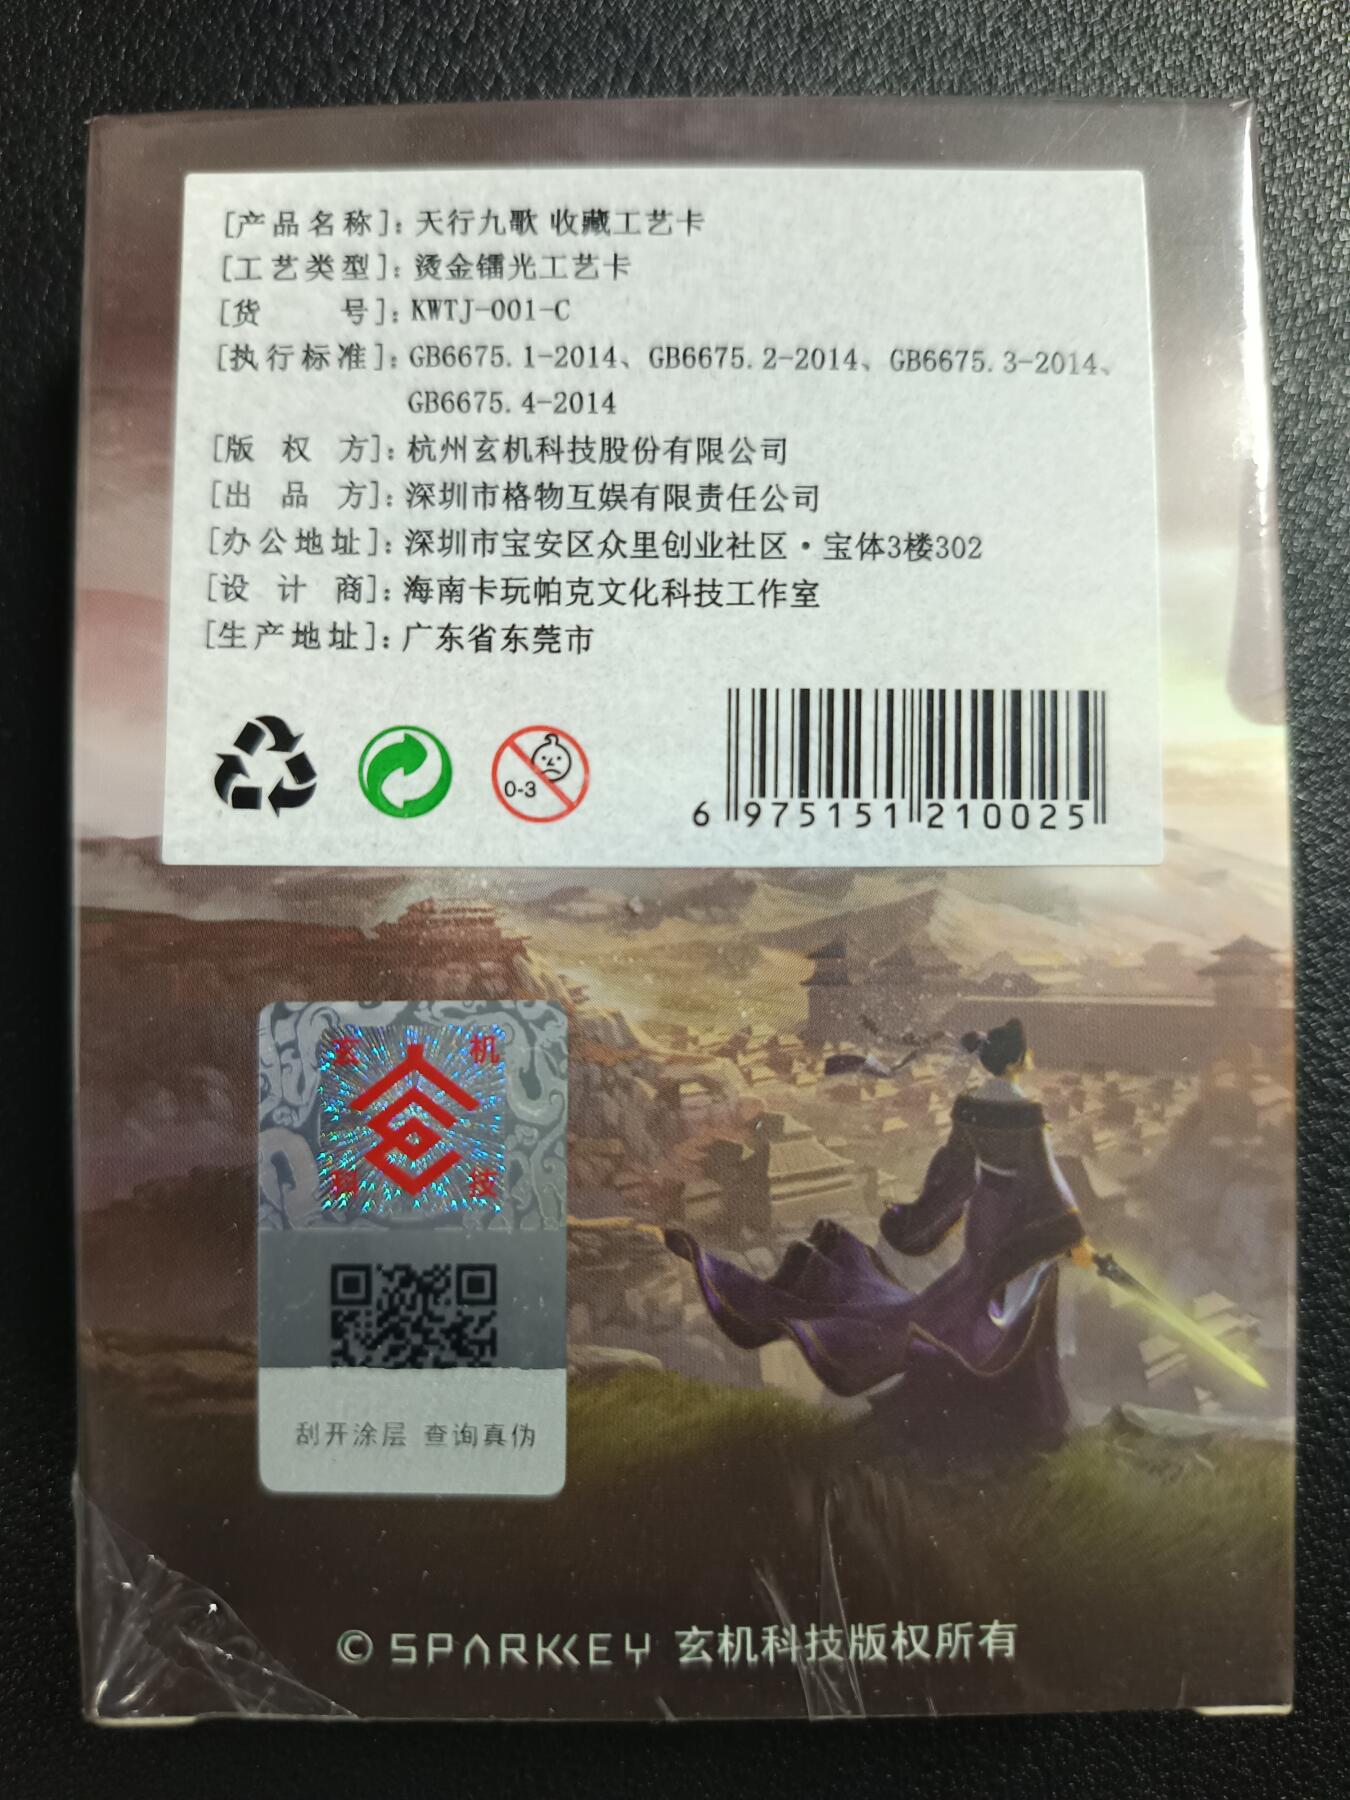 [产品名称]：天行九歌 收藏工艺卡
[工艺类型]：烫金镭光工艺卡
[货 号]：KWTJ-001-C
[执行标准]：GB6675.1-2014、GB6675.2-2014、GB6675.3-2014、
GB6675.4-2014
[版 权 方]：杭州玄机科技股份有限公司
[出 品 方]：深圳市格物互娱有限责任公司
[办公地址]：深圳市宝安区众里创业社区·宝体3楼302
[设 计 商]：海南卡玩帕克文化科技工作室
[生产地址]：广东省东莞市
0-3
6 975151 210025
玄 机
科 技
刮开涂层 查询真伪
© SPARKKEY 玄机科技版权所有